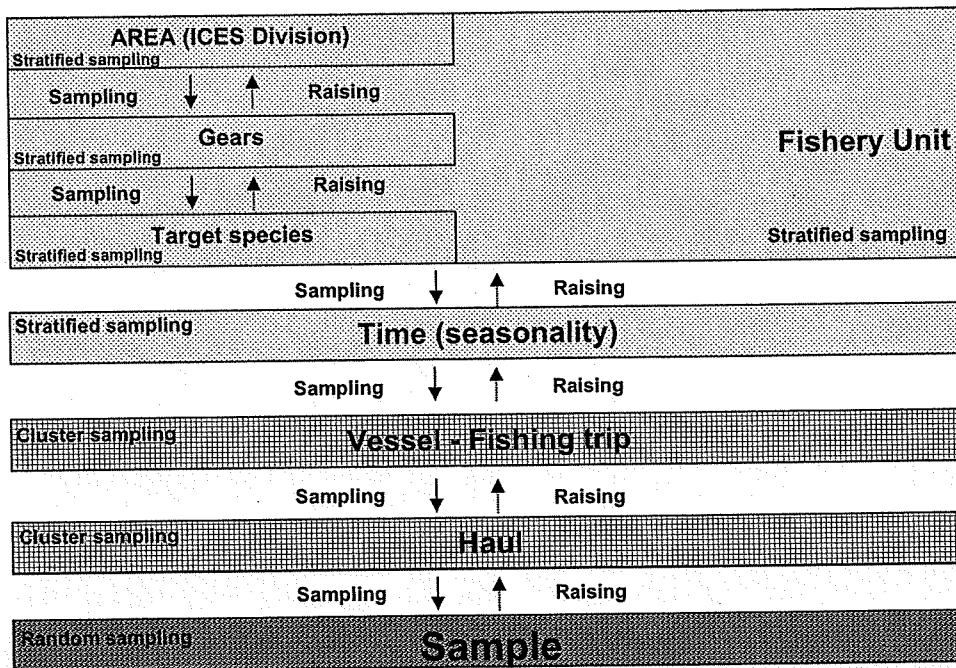 AREA (ICES Division)
Stratified sampling
Sampling Raising
Gears
Stratified sampling
Sampling Raising
Target species
Stratified sampling
Fishery Unit
Stratified sampling
Sampling Raising
Stratified sampling
Time (seasonality)
Sampling Raising
Cluster sampling
Vessel - Fishing trip
Sampling Raising
Cluster sampling
Haul
Sampling Raising
Random sampling
Sample